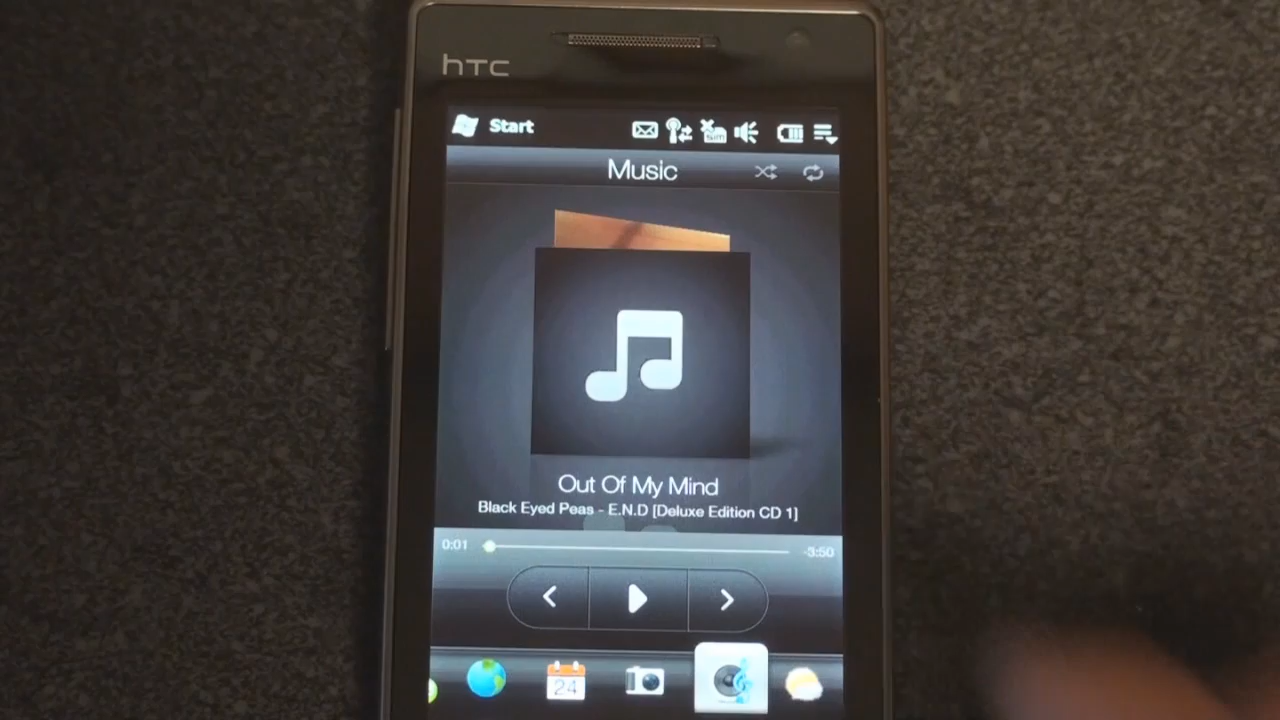 hTC
Start
Sim
Music
Out Of My Mind
Black Eyed Peas - E.N.D [Deluxe Edition CD 1]
0:01
-3:50
24